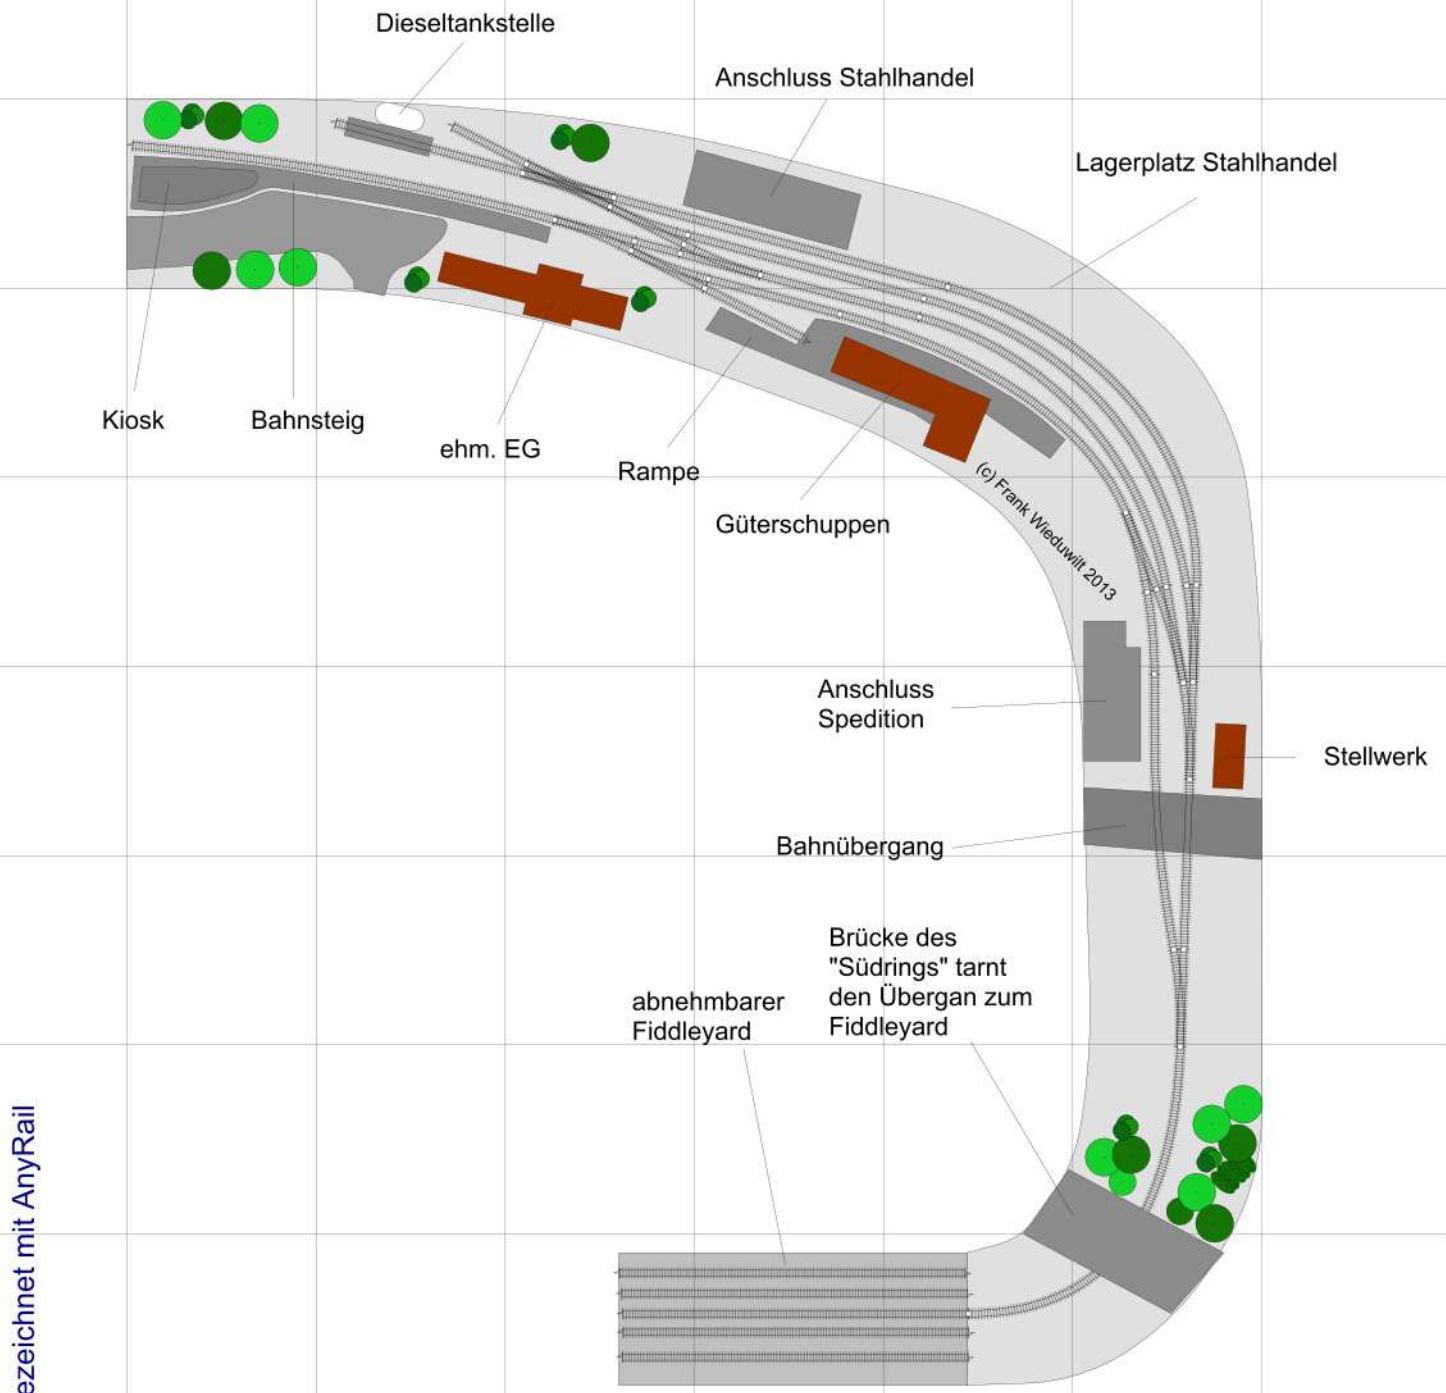 Dieseltankstelle
Anschluss Stahlhandel
Lagerplatz Stahlhandel
Kiosk
Bahnsteig
ehm. EG
Rampe
Güterschuppen
(c) Frank Wieduwilt 2013
Anschluss
Spedition
Stellwerk
Bahnübergang
Brücke des
"Südrings" tarnt
den Übergan zum
Fiddleyard
abnehmbarer
Fiddleyard
ezeichnet mit AnyRail